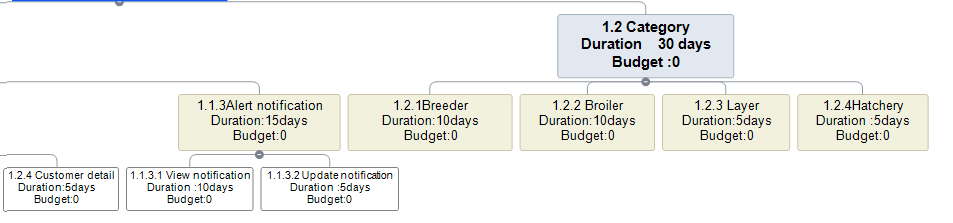 1.2 Category
Duration 30 days
Budget :0
1.1.3Alert notification
Duration:15days
Budget:0
1.2.1Breeder
Duration:10days
Budget:0
1.2.2 Broiler
Duration:10days
Budget:0
1.2.3 Layer
Duration:5days
Budget:0
1.2.4Hatchery
Duration :5days
Budget:0
1.2.4 Customer detail
Duration:5days
Budget:0
1.1.3.1 View notification
Duration :10days
Budget:0
1.1.3.2 Update notification
Duration :5days
Budget:0